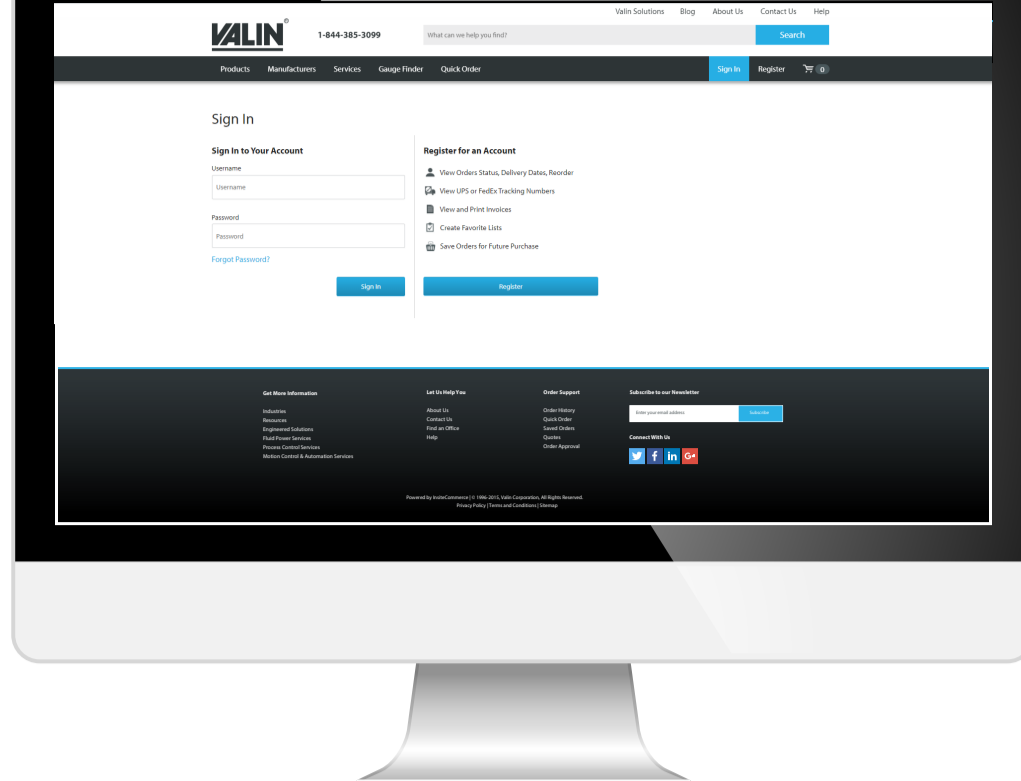 Valin Solutions Blog About Us Contact Us Help
VALIN® 1-844-385-3099 What can we help you find? Search
Products Manufacturers Services Gauge Finder Quick Order Sign In Register 0
Sign In
Sign In to Your Account
Username
Username
Password
Password
Forgot Password?
Sign In
Register for an Account
View Orders Status, Delivery Dates, Reorder
View UPS or FedEx Tracking Numbers
View and Print Invoices
Create Favorite Lists
Save Orders for Future Purchase
Register
Get More Information
Industries
Resources
Engineered Solutions
Fluid Power Services
Process Control Services
Motion Control & Automation Services
Let Us Help You
About Us
Contact Us
Find an Office
Help
Order Support
Order History
Quick Order
Saved Orders
Quotes
Order Approval
Subscribe to our Newsletter
Enter your email address Subscribe
Connect With Us
f in G+
Powered by InsiteCommerce | © 1996-2015, Valin Corporation, All Rights Reserved.
Privacy Policy | Terms and Conditions | Sitemap